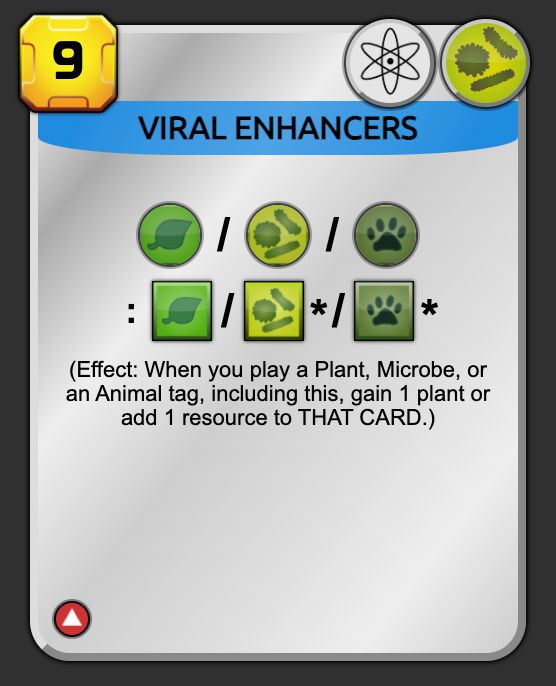 9
VIRAL ENHANCERS
/ /
: / */ *
(Effect: When you play a Plant, Microbe, or
an Animal tag, including this, gain 1 plant or
add 1 resource to THAT CARD.)